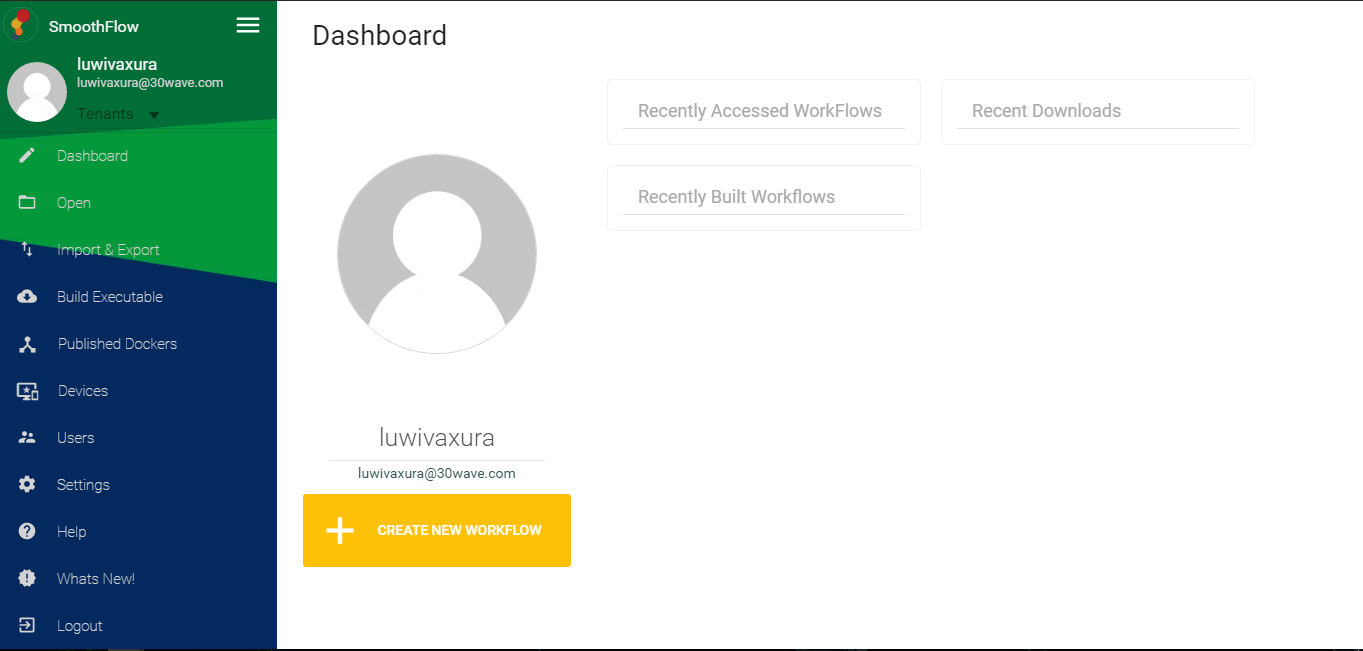 SmoothFlow
luwivaxura
luwivaxura@30wave.com
Tenants
Dashboard
Open
Import & Export
Build Executable
Published Dockers
Devices
Users
Settings
Help
Whats New!
Logout
Dashboard
luwivaxura
luwivaxura@30wave.com
CREATE NEW WORKFLOW
Recently Accessed WorkFlows
Recent Downloads
Recently Built Workflows